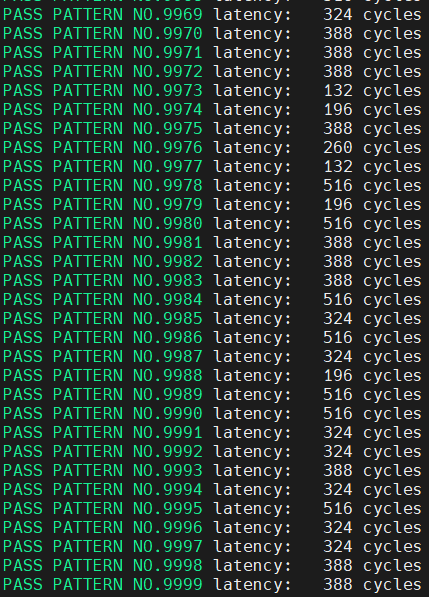 PASS PATTERN NO.9969 latency:   324 cycles
PASS PATTERN NO.9970 latency:   388 cycles
PASS PATTERN NO.9971 latency:   388 cycles
PASS PATTERN NO.9972 latency:   388 cycles
PASS PATTERN NO.9973 latency:   132 cycles
PASS PATTERN NO.9974 latency:   196 cycles
PASS PATTERN NO.9975 latency:   388 cycles
PASS PATTERN NO.9976 latency:   260 cycles
PASS PATTERN NO.9977 latency:   132 cycles
PASS PATTERN NO.9978 latency:   516 cycles
PASS PATTERN NO.9979 latency:   196 cycles
PASS PATTERN NO.9980 latency:   516 cycles
PASS PATTERN NO.9981 latency:   388 cycles
PASS PATTERN NO.9982 latency:   388 cycles
PASS PATTERN NO.9983 latency:   388 cycles
PASS PATTERN NO.9984 latency:   516 cycles
PASS PATTERN NO.9985 latency:   324 cycles
PASS PATTERN NO.9986 latency:   516 cycles
PASS PATTERN NO.9987 latency:   324 cycles
PASS PATTERN NO.9988 latency:   196 cycles
PASS PATTERN NO.9989 latency:   516 cycles
PASS PATTERN NO.9990 latency:   516 cycles
PASS PATTERN NO.9991 latency:   324 cycles
PASS PATTERN NO.9992 latency:   324 cycles
PASS PATTERN NO.9993 latency:   388 cycles
PASS PATTERN NO.9994 latency:   324 cycles
PASS PATTERN NO.9995 latency:   516 cycles
PASS PATTERN NO.9996 latency:   324 cycles
PASS PATTERN NO.9997 latency:   324 cycles
PASS PATTERN NO.9998 latency:   388 cycles
PASS PATTERN NO.9999 latency:   388 cycles